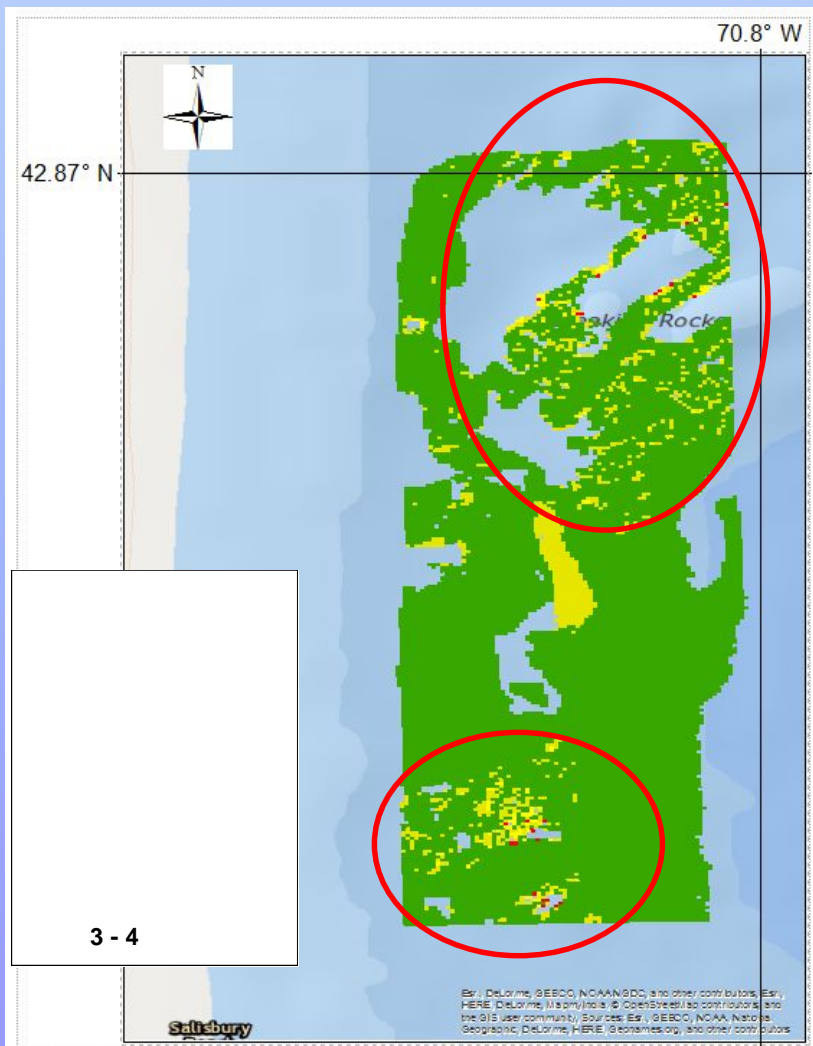 70.8° W
N
42.87° N
Rocks
3 - 4
Esri, DeLorme, GEBCO, NOAA NGDC, and other contributors, Esri,
HERE, DeLorme, MapmyIndia, © OpenStreetMap contributors, and
the GIS user community, Sources: Esri, GEBCO, NOAA, National
Geographic, DeLorme, HERE, Geonames.org, and other contributors
Salisbury